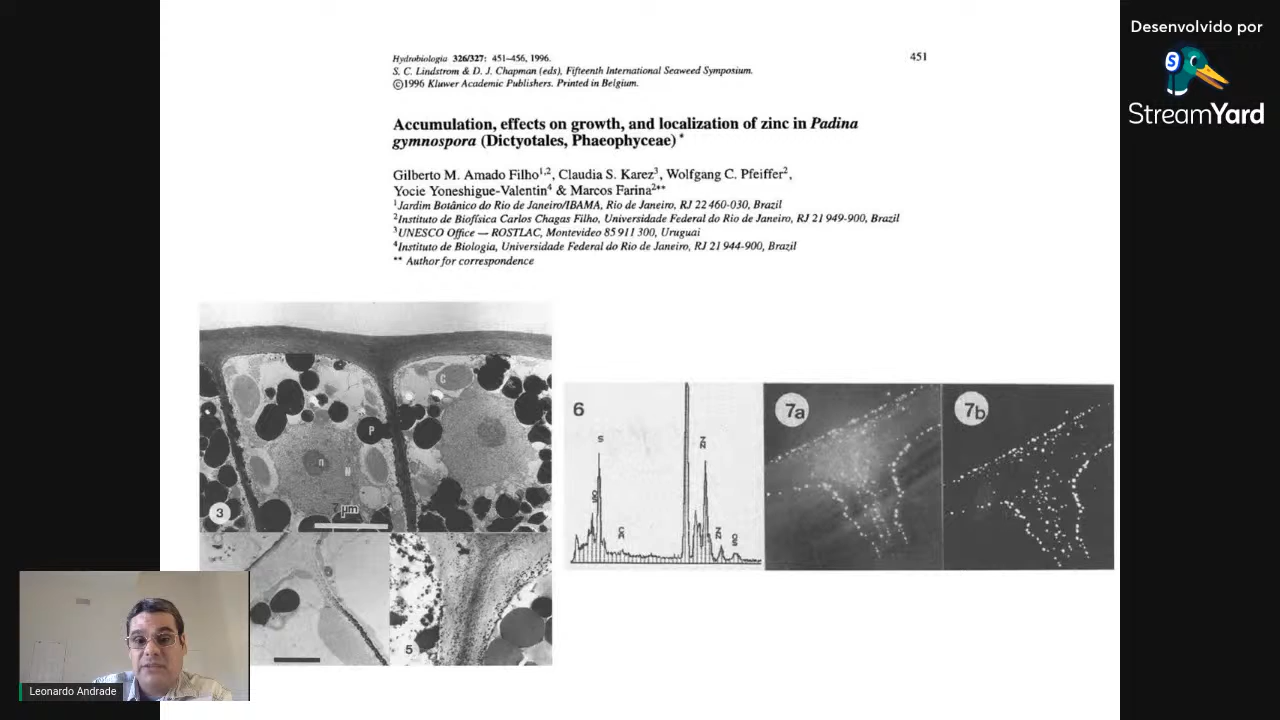 Desenvolvido por
StreamYard
Hydrobiologia 326/327: 451–456, 1996.
451
S. C. Lindstrom & D. J. Chapman (eds), Fifteenth International Seaweed Symposium.
©1996 Kluwer Academic Publishers. Printed in Belgium.
Accumulation, effects on growth, and localization of zinc in Padina
gymnospora (Dictyotales, Phaeophyceae)*
Gilberto M. Amado Filho1,2, Claudia S. Karez3, Wolfgang C. Pfeiffer2,
Yocie Yoneshigue-Valentin4 & Marcos Farina2**
1Jardim Botânico do Rio de Janeiro/IBAMA, Rio de Janeiro, RJ 22 460-030, Brazil
2Instituto de Biofísica Carlos Chagas Filho, Universidade Federal do Rio de Janeiro, RJ 21 949-900, Brazil
3UNESCO Office — ROSTLAC, Montevideo 85 911 300, Uruguai
4Instituto de Biologia, Universidade Federal do Rio de Janeiro, RJ 21 944-900, Brazil
** Author for correspondence
C
P
n
N
μm
3
5
6
S
ZN
7a
7b
Leonardo Andrade